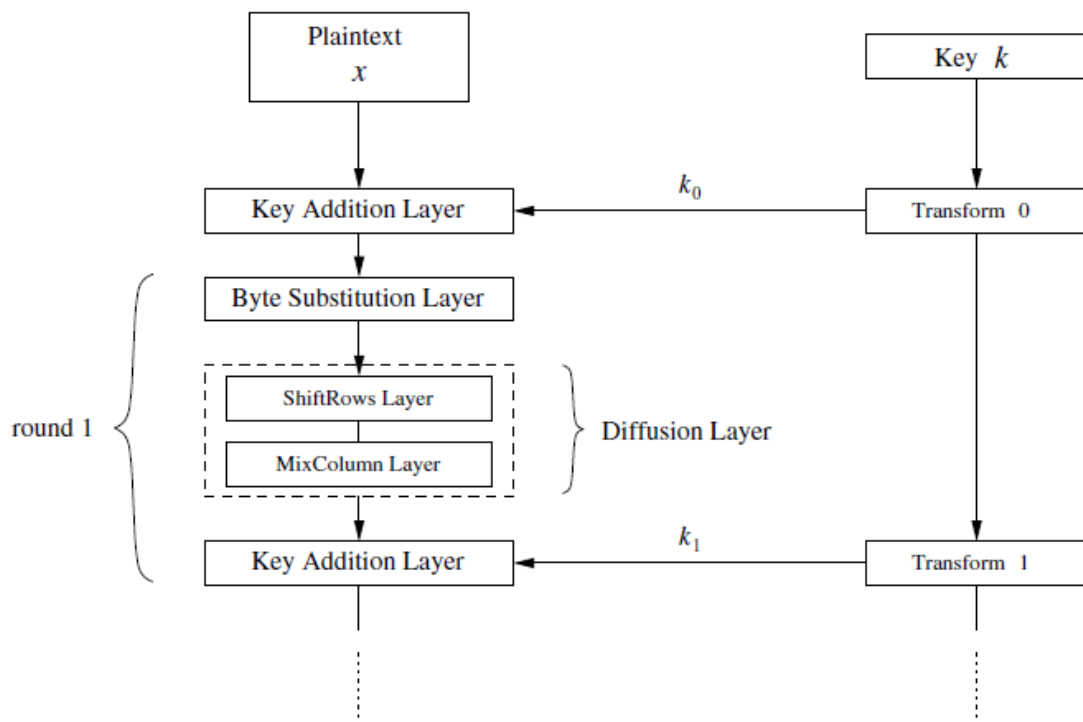 Plaintext
x
Key k
k0
Key Addition Layer
Transform 0
Byte Substitution Layer
ShiftRows Layer
round 1
Diffusion Layer
MixColumn Layer
k1
Key Addition Layer
Transform 1